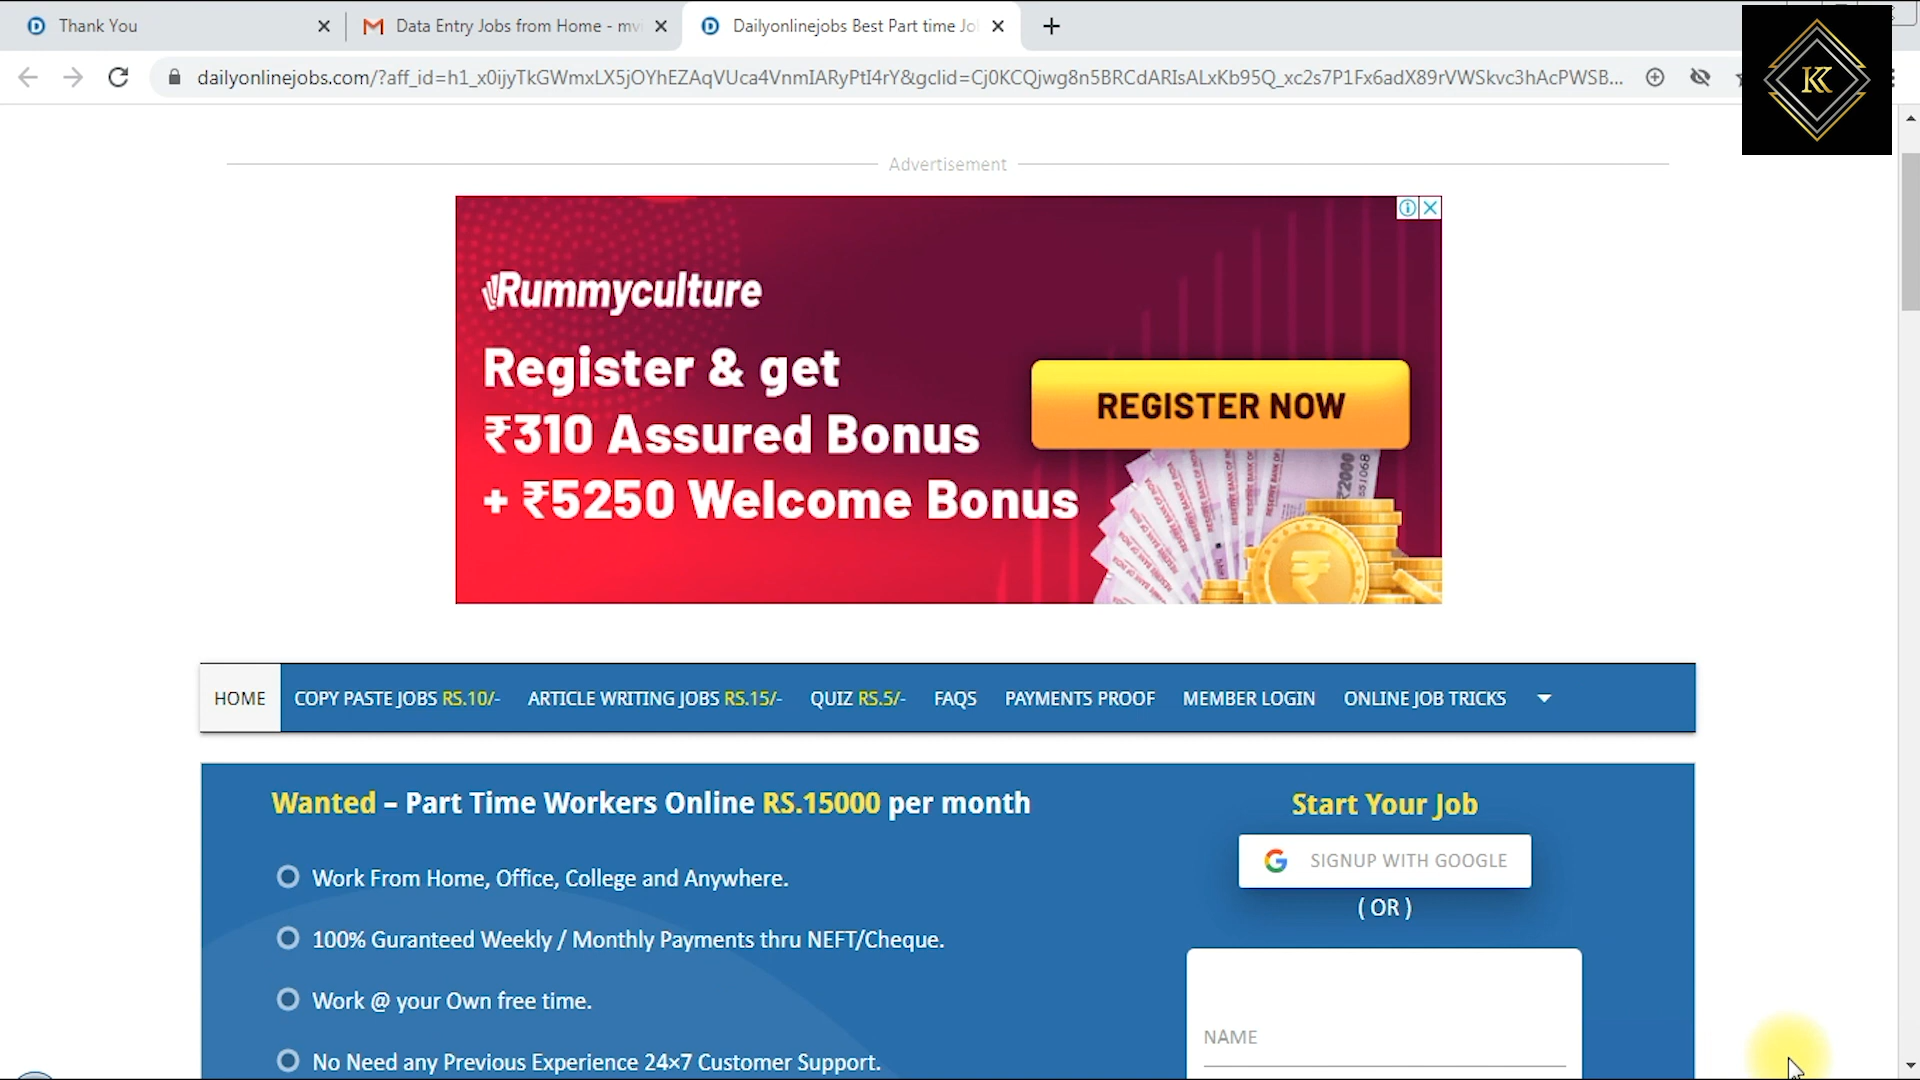 Thank You
Data Entry Jobs from Home - mv
Dailyonlinejobs Best Part time Jo
dailyonlinejobs.com/?aff_id=h1_x0ijyTkGWmxLX5jOYhEZAqVUca4VnmIARyPtI4rY&gclid=Cj0KCQjwg8n5BRCdARIsALxKb95Q_xc2s7P1Fx6adX89rVWSkvc3hAcPWSB...
Advertisement
Rummyculture
Register & get
₹310 Assured Bonus
+ ₹5250 Welcome Bonus
REGISTER NOW
HOME COPY PASTE JOBS RS.10/- ARTICLE WRITING JOBS RS.15/- QUIZ RS.5/- FAQS PAYMENTS PROOF MEMBER LOGIN ONLINE JOB TRICKS
Wanted – Part Time Workers Online RS.15000 per month
Work From Home, Office, College and Anywhere.
100% Guranteed Weekly / Monthly Payments thru NEFT/Cheque.
Work @ your Own free time.
No Need any Previous Experience 24×7 Customer Support.
Start Your Job
SIGNUP WITH GOOGLE
( OR )
NAME